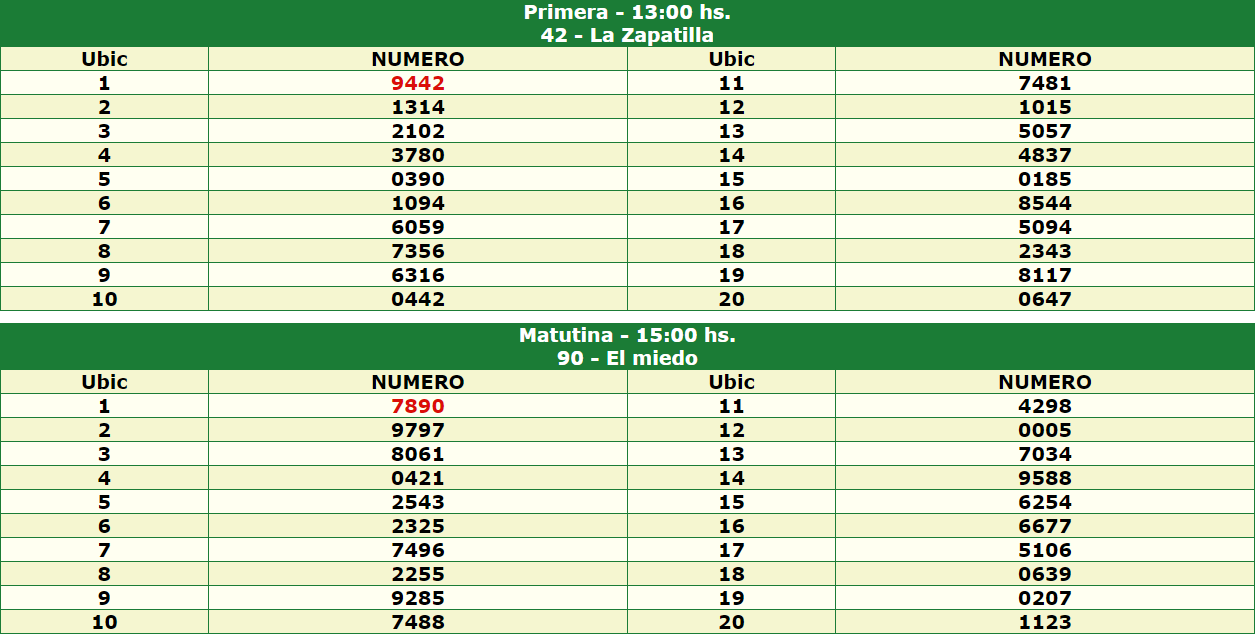 Primera - 13:00 hs.
42 - La Zapatilla
Ubic NUMERO Ubic NUMERO
1 9442 11 7481
2 1314 12 1015
3 2102 13 5057
4 3780 14 4837
5 0390 15 0185
6 1094 16 8544
7 6059 17 5094
8 7356 18 2343
9 6316 19 8117
10 0442 20 0647
Matutina - 15:00 hs.
90 - El miedo
Ubic NUMERO Ubic NUMERO
1 7890 11 4298
2 9797 12 0005
3 8061 13 7034
4 0421 14 9588
5 2543 15 6254
6 2325 16 6677
7 7496 17 5106
8 2255 18 0639
9 9285 19 0207
10 7488 20 1123